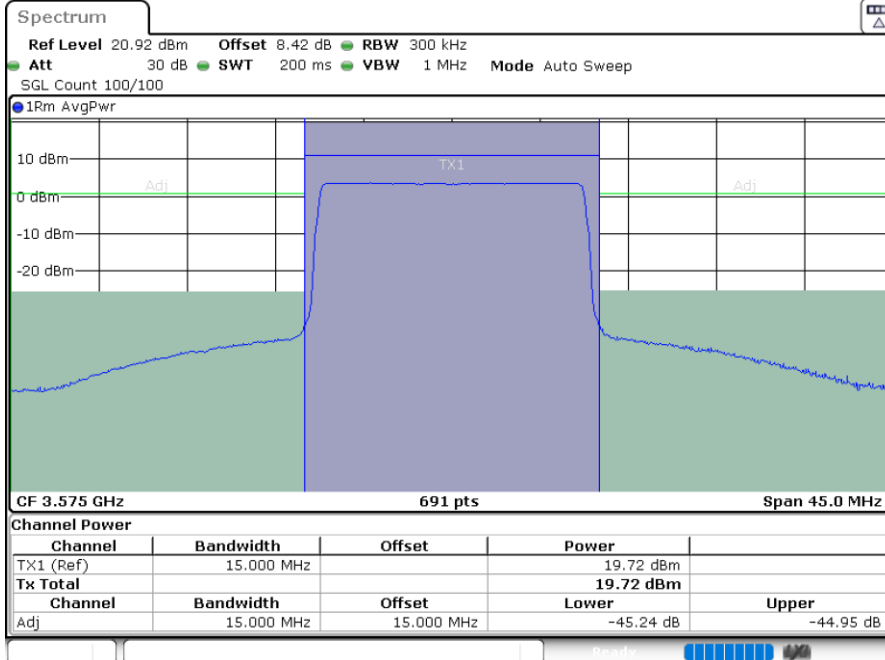 Spectrum
Ref Level 20.92 dBm Offset 8.42 dB RBW 300 kHz
Att 30 dB SWT 200 ms VBW 1 MHz Mode Auto Sweep
SGL Count 100/100
1Rm AvgPwr
10 dBm
TX1
Adj Adj
0 dBm
-10 dBm
-20 dBm
CF 3.575 GHz 691 pts Span 45.0 MHz
Channel Power
Channel Bandwidth Offset Power
TX1 (Ref) 15.000 MHz 19.72 dBm
Tx Total 19.72 dBm
Channel Bandwidth Offset Lower Upper
Adj 15.000 MHz 15.000 MHz -45.24 dB -44.95 dB
Ready